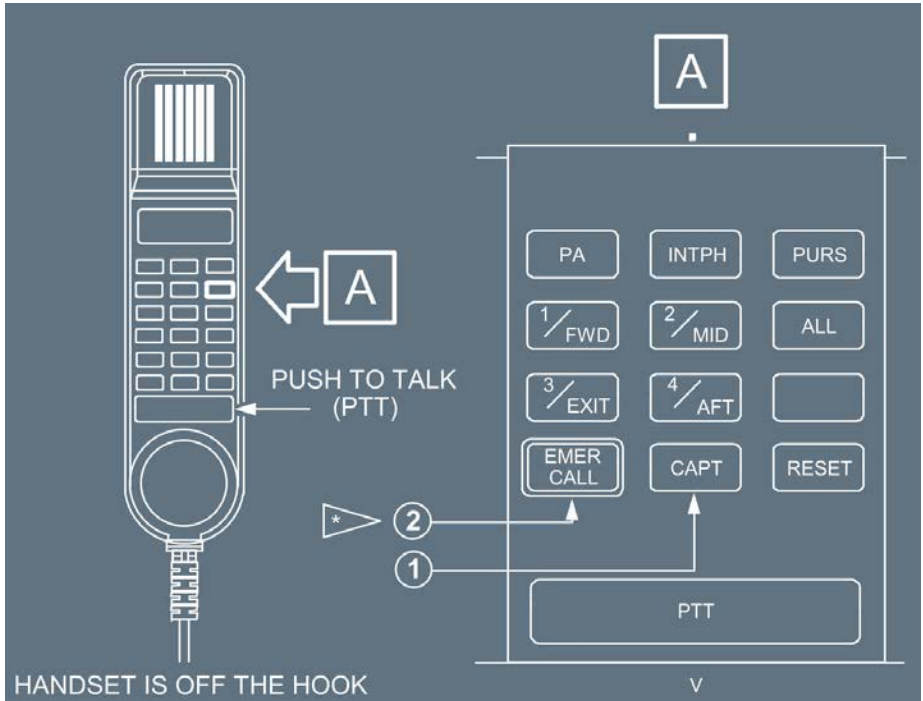 A
A
PUSH TO TALK
(PTT)
HANDSET IS OFF THE HOOK
PA
INTPH
PURS
1/FWD
2/MID
ALL
3/EXIT
4/AFT
EMER
CALL
CAPT
RESET
*
2
1
PTT
V